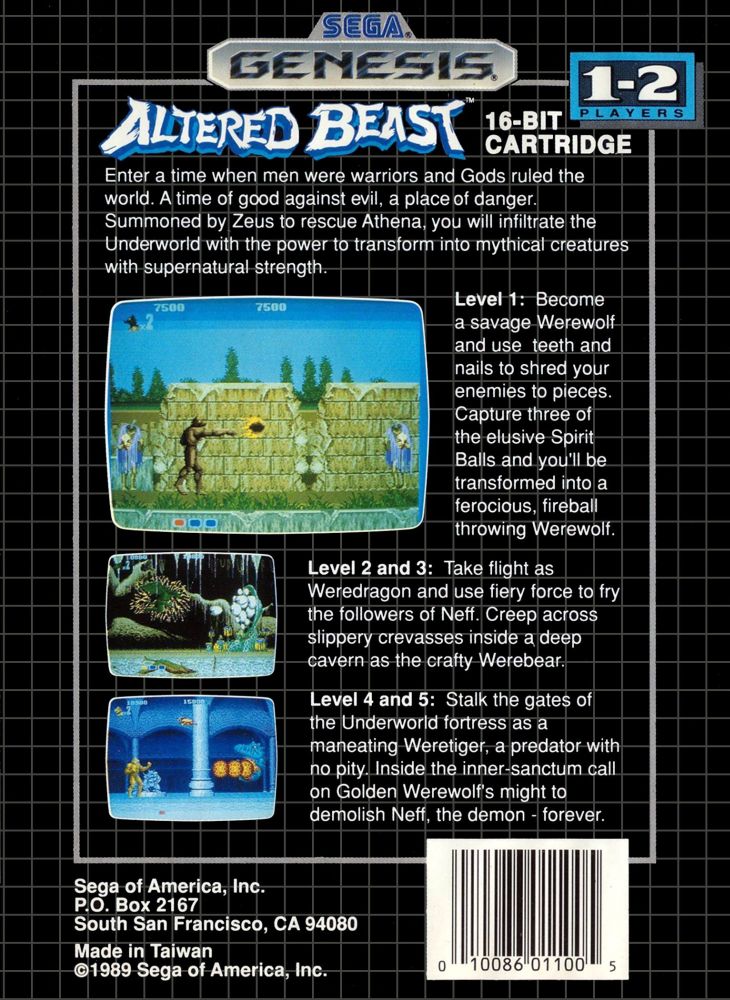 SEGA
GENESIS
1-2
PLAYERS
ALTERED BEAST™
16-BIT
CARTRIDGE
Enter a time when men were warriors and Gods ruled the
world. A time of good against evil, a place of danger.
Summoned by Zeus to rescue Athena, you will infiltrate the
Underworld with the power to transform into mythical creatures
with supernatural strength.
7500 7500
x2
Level 1: Become
a savage Werewolf
and use teeth and
nails to shred your
enemies to pieces.
Capture three of
the elusive Spirit
Balls and you'll be
transformed into a
ferocious, fireball
throwing Werewolf.
Level 2 and 3: Take flight as
Weredragon and use fiery force to fry
the followers of Neff. Creep across
slippery crevasses inside a deep
cavern as the crafty Werebear.
Level 4 and 5: Stalk the gates of
the Underworld fortress as a
maneating Weretiger, a predator with
no pity. Inside the inner-sanctum call
on Golden Werewolf's might to
demolish Neff, the demon - forever.
Sega of America, Inc.
P.O. Box 2167
South San Francisco, CA 94080
Made in Taiwan
©1989 Sega of America, Inc.
0 10086 01100 5